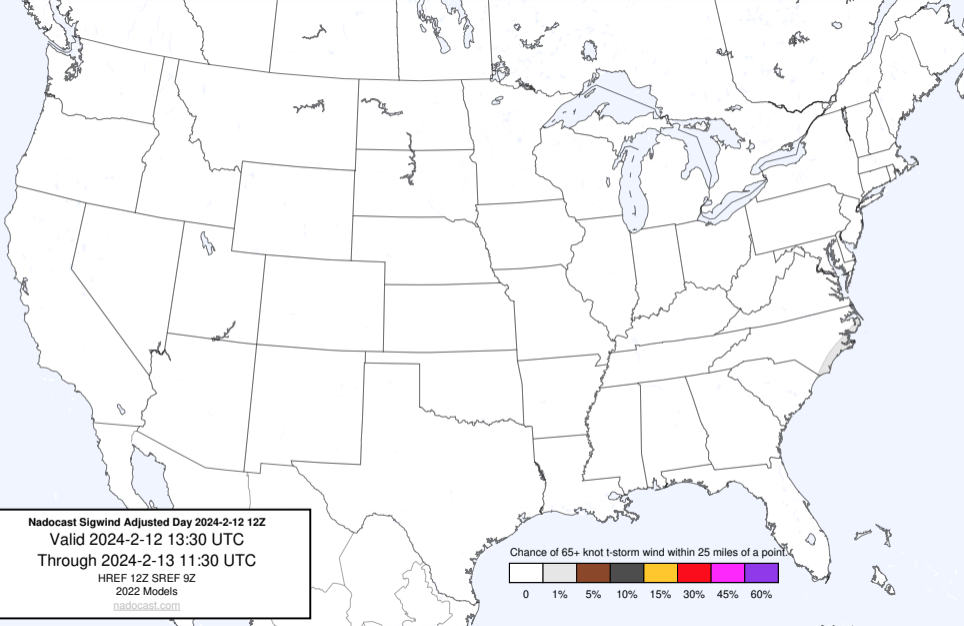 Nadocast Sigwind Adjusted Day 2024-2-12 12Z
Valid 2024-2-12 13:30 UTC
Through 2024-2-13 11:30 UTC
HREF 12Z SREF 9Z
2022 Models
nadocast.com
Chance of 65+ knot t-storm wind within 25 miles of a point.
0 1% 5% 10% 15% 30% 45% 60%